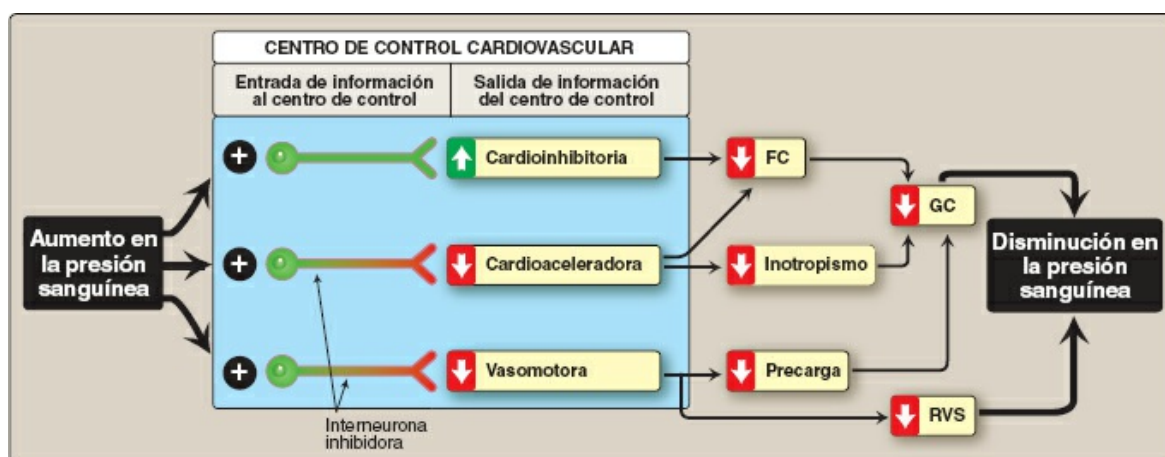 CENTRO DE CONTROL CARDIOVASCULAR
Entrada de información
al centro de control
Salida de información
del centro de control
Aumento en
la presión
sanguínea
+
Cardioinhibitoria
FC
+
Cardioaceleradora
Inotropismo
GC
+
Vasomotora
Precarga
RVS
Interneurona
inhibidora
Disminución en
la presión
sanguínea